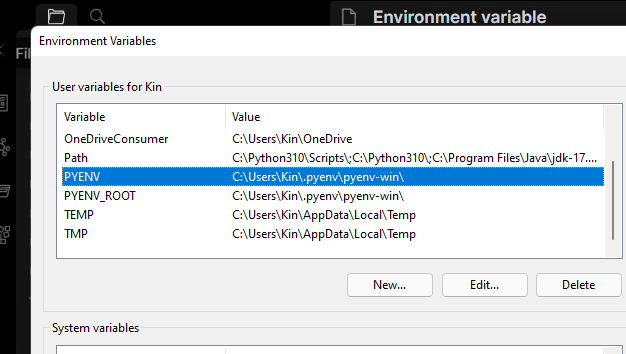 Environment variable
Fil
Environment Variables
User variables for Kin
Variable Value
OneDriveConsumer C:\Users\Kin\OneDrive
Path C:\Python310\Scripts\;C:\Python310\;C:\Program Files\Java\jdk-17....
PYENV C:\Users\Kin\.pyenv\pyenv-win\
PYENV_ROOT C:\Users\Kin\.pyenv\pyenv-win\
TEMP C:\Users\Kin\AppData\Local\Temp
TMP C:\Users\Kin\AppData\Local\Temp
New... Edit... Delete
System variables